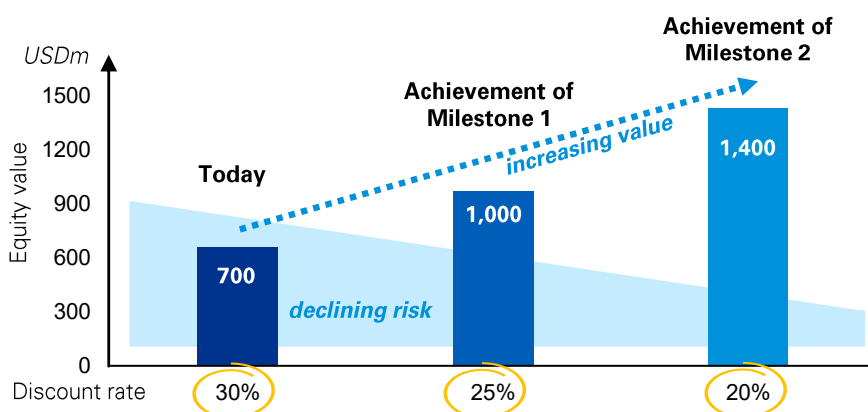 Achievement of
Milestone 2
USDm
Achievement of
Milestone 1
Today
increasing value
1500
1200
900
600
300
0
Equity value
700
1,000
1,400
declining risk
Discount rate
30%
25%
20%